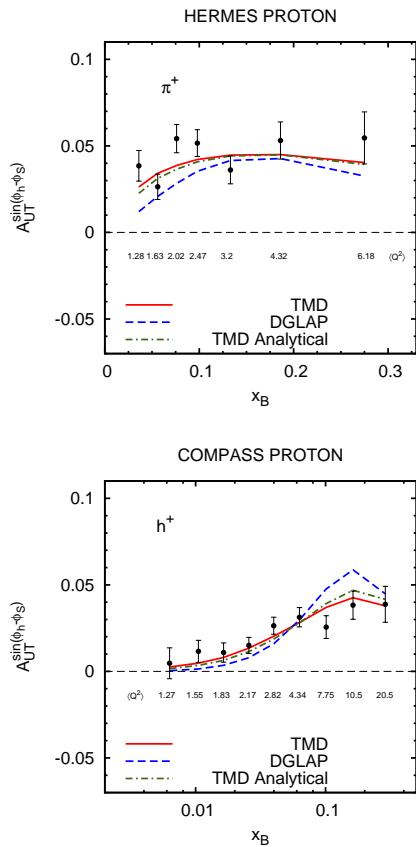 HERMES PROTON
0.1
π+
0.05
A_UT^sin(ϕh-ϕS)
0
1.28 1.63 2.02 2.47 3.2 4.32 6.18 ⟨Q²⟩
TMD
-0.05
DGLAP
TMD Analytical
0 0.1 0.2 0.3
x_B
COMPASS PROTON
0.1
h+
0.05
A_UT^sin(ϕh-ϕS)
0
⟨Q²⟩ 1.27 1.55 1.83 2.17 2.82 4.34 7.75 10.5 20.5
TMD
-0.05
DGLAP
TMD Analytical
0.01 0.1
x_B